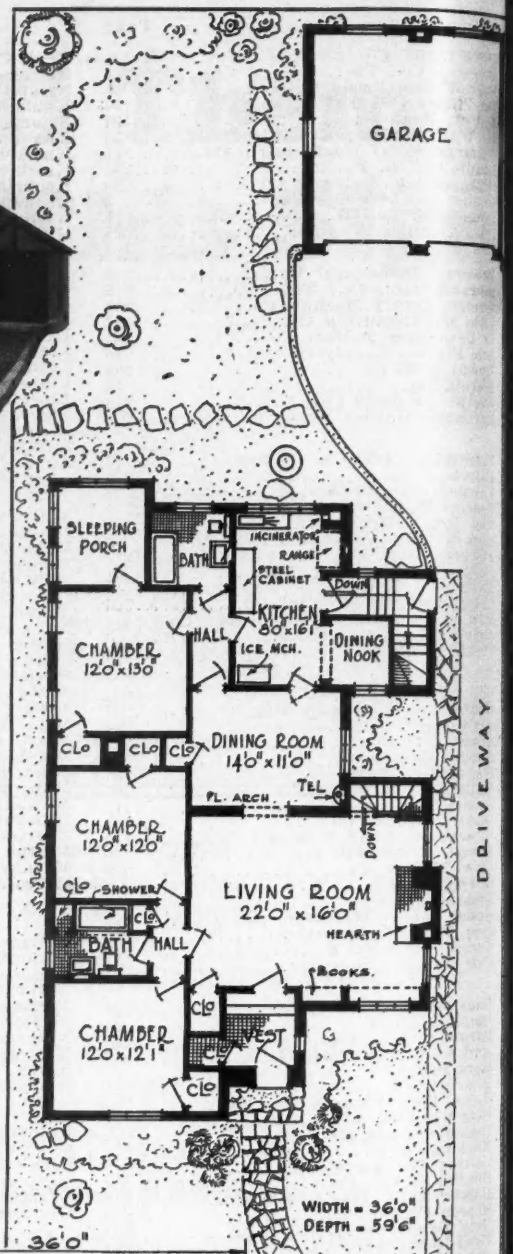 GARAGE
SLEEPING
PORCH
BATH
INCINERATOR
RANGE
STEEL
CABINET
DOWN
CHAMBER
12'0"x13'0"
HALL
KITCHEN
8'0"x16'1
ICE MCH.
DINING
NOOK
CLO
CLO
CLO
DINING ROOM
14'0"x11'0"
PL. ARCH
TEL
DOWN
DRIVEWAY
CHAMBER
12'0"x12'0"
CLO
SHOWER
CLO
BATH
HALL
LIVING ROOM
22'0" x 16'0"
HEARTH
BOOKS.
CHAMBER
12'0 x 12'1"
CLO
CLO
VEST
CLO
WIDTH = 36'0"
DEPTH = 59'6"
36'0"